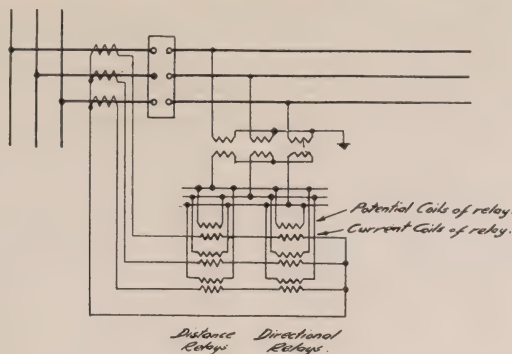 Potential Coils of relay.
Current Coils of relay.
Distance Directional
Relays Relays.